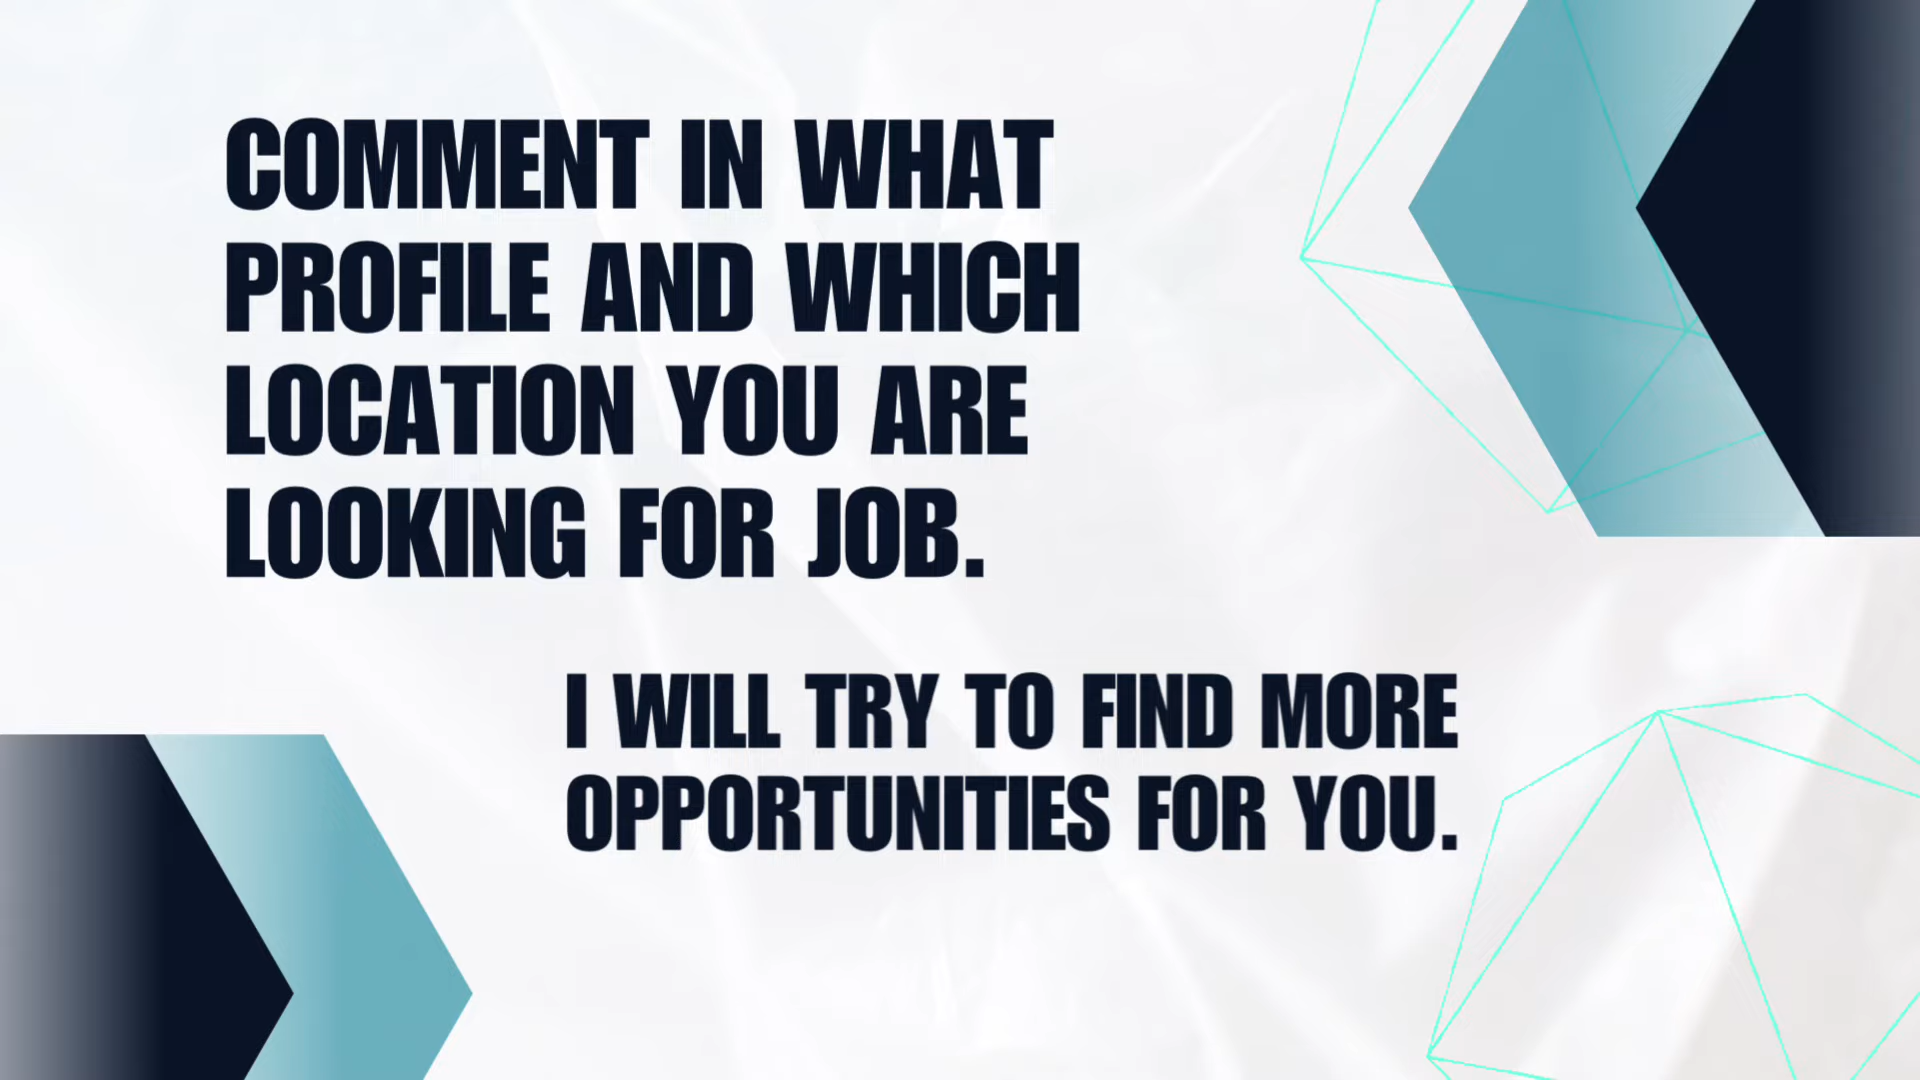 COMMENT IN WHAT
PROFILE AND WHICH
LOCATION YOU ARE
LOOKING FOR JOB.
I WILL TRY TO FIND MORE
OPPORTUNITIES FOR YOU.